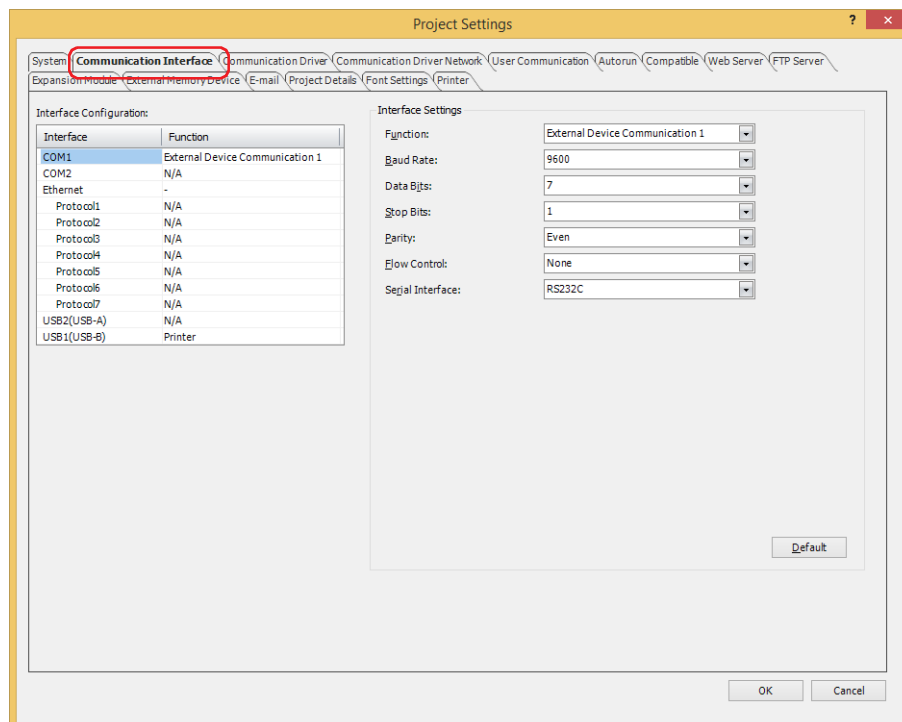 Project Settings
? ×
System Communication Interface Communication Driver Communication Driver Network User Communication Autorun Compatible Web Server FTP Server
Expansion Module External Memory Device E-mail Project Details Font Settings Printer
Interface Configuration:
Interface Function
COM1 External Device Communication 1
COM2 N/A
Ethernet -
Protocol1 N/A
Protocol2 N/A
Protocol3 N/A
Protocol4 N/A
Protocol5 N/A
Protocol6 N/A
Protocol7 N/A
USB2(USB-A) N/A
USB1(USB-B) Printer
Interface Settings
Function: External Device Communication 1
Baud Rate: 9600
Data Bits: 7
Stop Bits: 1
Parity: Even
Flow Control: None
Serial Interface: RS232C
Default
OK Cancel